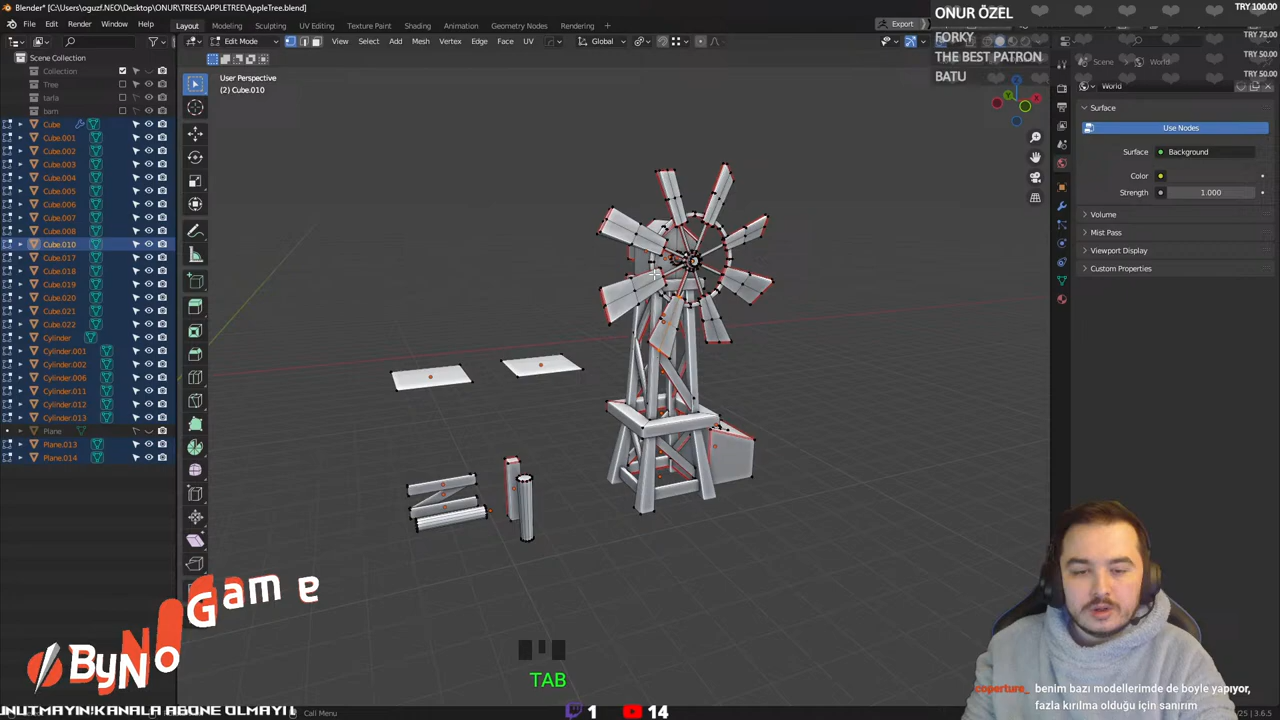 Blender* [C:\Users\oguzf.NEO\Desktop\ONUR\TREES\APPLETREE\AppleTree.blend]
File Edit Render Window Help Layout Modeling Sculpting UV Editing Texture Paint Shading Animation Geometry Nodes Compositing Rendering
Export
ONUR ÖZEL
FORKY
THE BEST PATRON
BATU
TRY 100.00
TRY 75.00
TRY 50.00
TRY 50.00
Edit Mode View Select Add Mesh Vertex Edge Face UV Global
Scene Collection
Collection
Tree
tarla
barn
Cube
Cube.001
Cube.002
Cube.003
Cube.004
Cube.005
Cube.006
Cube.007
Cube.008
Cube.010
Cube.017
Cube.018
Cube.019
Cube.020
Cube.021
Cube.022
Cylinder
Cylinder.001
Cylinder.002
Cylinder.006
Cylinder.011
Cylinder.012
Cylinder.013
Plane
Plane.013
Plane.014
User Perspective
(2) Cube.010
Scene World
World
Surface
Use Nodes
Surface Background
Color
Strength 1.000
Volume
Mist Pass
Viewport Display
Custom Properties
TAB
ByNoGame
UNUTMAYIN!KANALA ABONE OLMAYI
Call Menu
1 14
coperture_ benim bazı modellerimde de boyle yapıyor,
fazla kırılma olduğu için sanırım
3.6.5